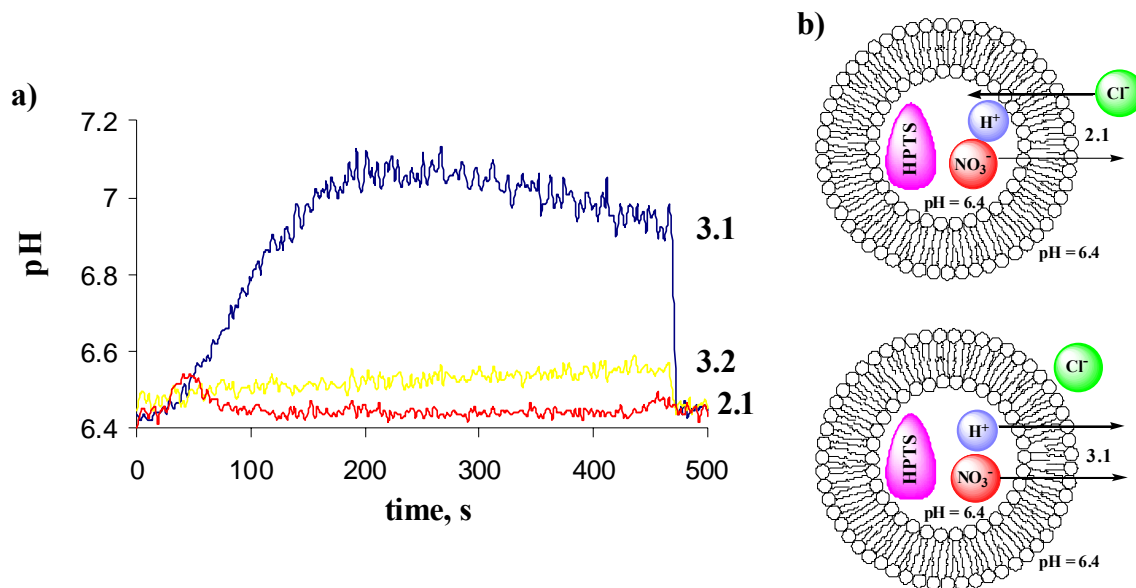 a)
7.2
7
6.8
6.6
6.4
pH
0 100 200 300 400 500
time, s
3.1
3.2
2.1
b)
Cl-
H+
2.1
HPTS
NO3-
pH = 6.4
pH = 6.4
Cl-
H+
3.1
HPTS
NO3-
pH = 6.4
pH = 6.4